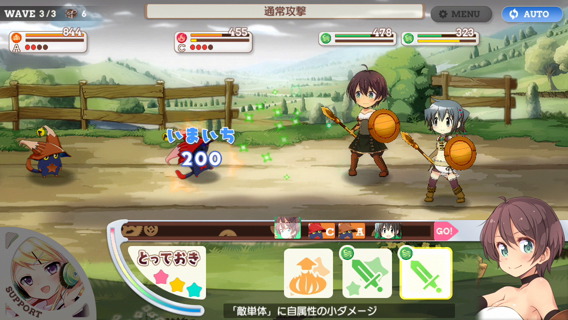 WAVE 3/3
6
通常攻撃
MENU
AUTO
844
A
455
C
478
323
いまいち
200
C
A
GO!
とっておき
SUPPORT
「敵単体」に自属性の小ダメージ